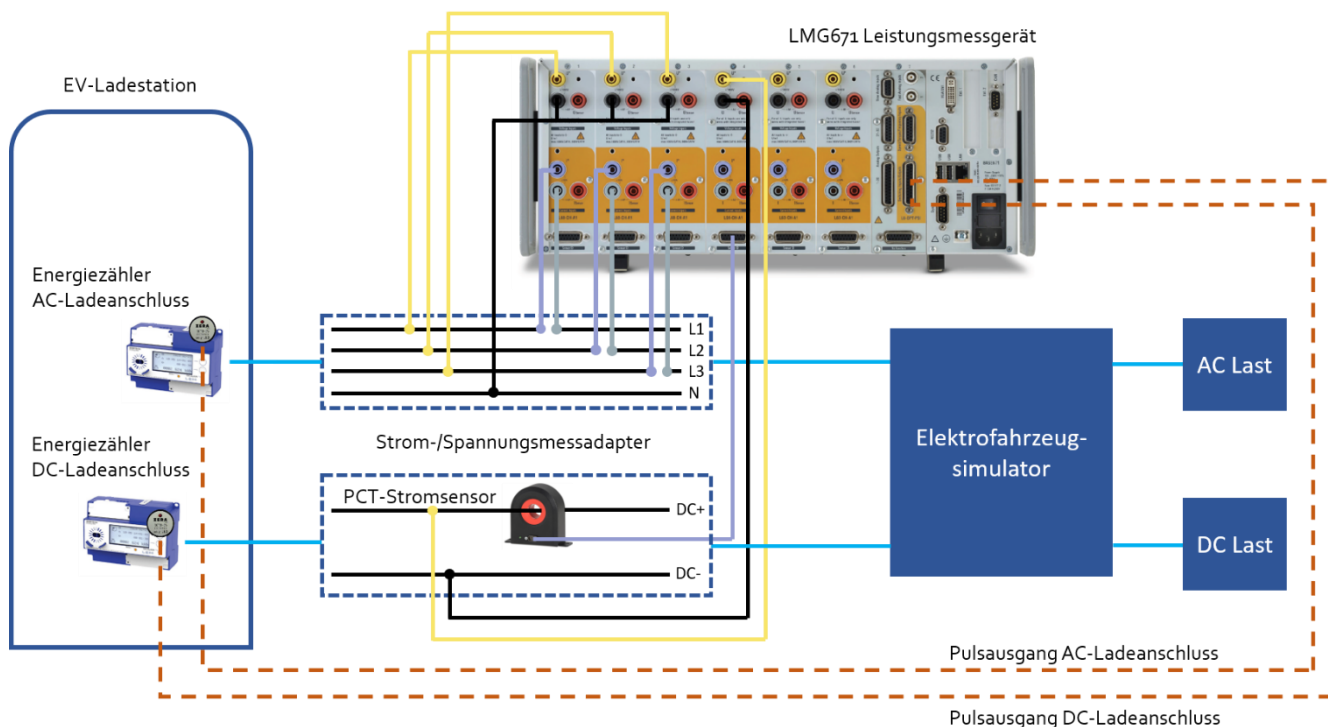 LMG671 Leistungsmessgerät
EV-Ladestation
Energiezähler
AC-Ladeanschluss
L1
L2
L3
N
Energiezähler
DC-Ladeanschluss
Strom-/Spannungsmessadapter
PCT-Stromsensor
DC+
DC-
Elektrofahrzeug-
simulator
AC Last
DC Last
Pulsausgang AC-Ladeanschluss
Pulsausgang DC-Ladeanschluss